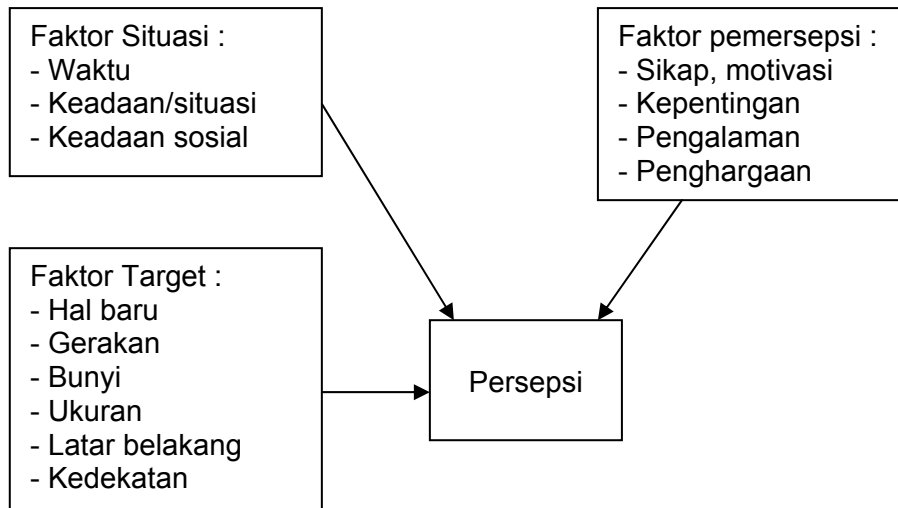 Faktor Situasi :
- Waktu
- Keadaan/situasi
- Keadaan sosial
Faktor pemersepsi :
- Sikap, motivasi
- Kepentingan
- Pengalaman
- Penghargaan
Faktor Target :
- Hal baru
- Gerakan
- Bunyi
- Ukuran
- Latar belakang
- Kedekatan
Persepsi